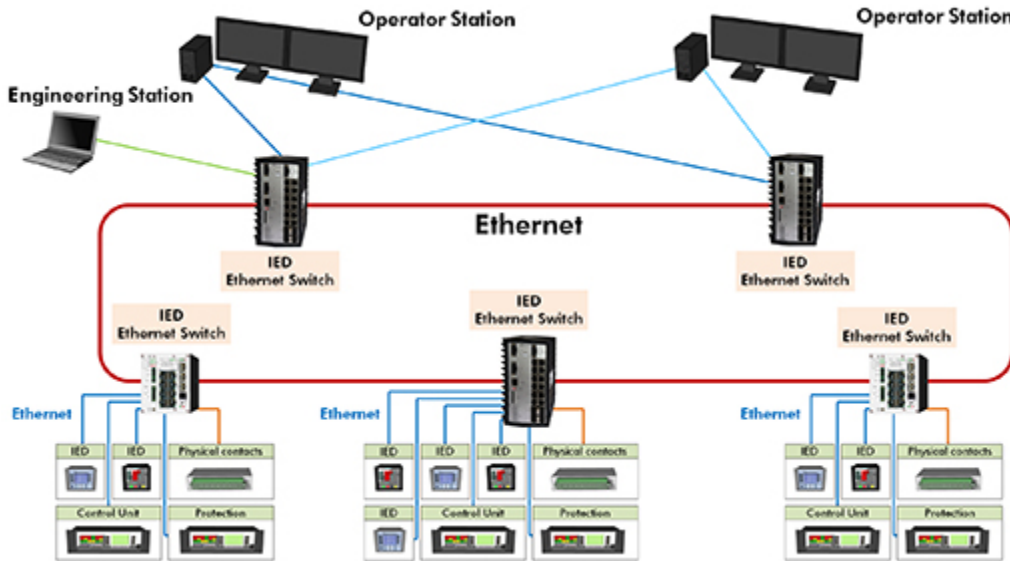 Operator Station
Operator Station
Engineering Station
Ethernet
IED
Ethernet Switch
IED
Ethernet Switch
IED
Ethernet Switch
IED
Ethernet Switch
IED
Ethernet Switch
Ethernet
Ethernet
Ethernet
IED
IED
Physical contacts
Control Unit
Protection
IED
IED
IED
Physical contacts
IED
Control Unit
Protection
IED
IED
Physical contacts
Control Unit
Protection